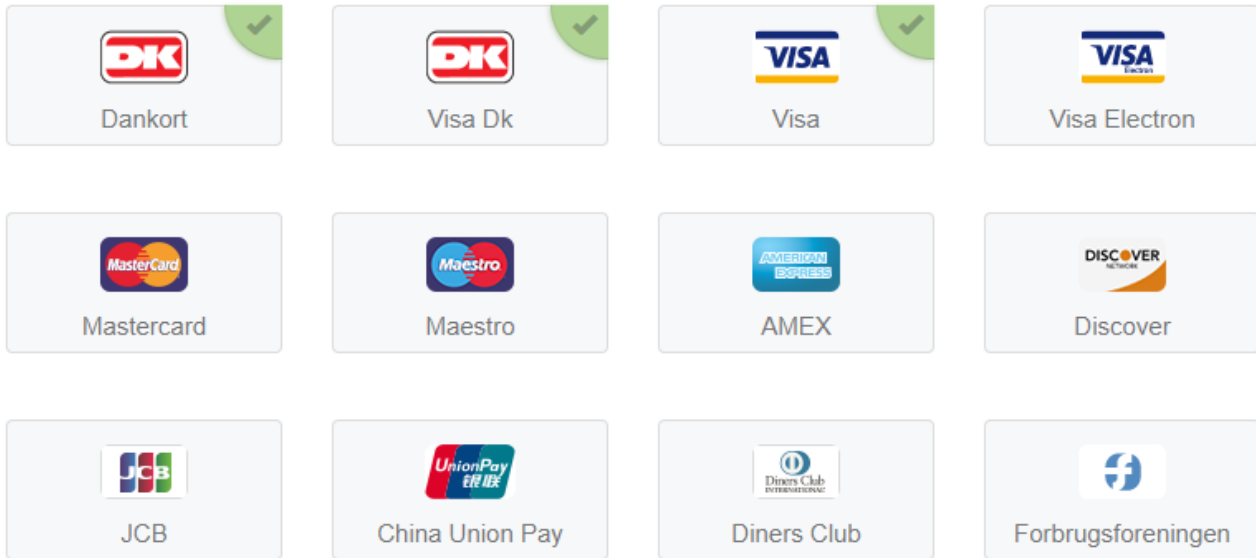 DK
DK
VISA
VISA
Electron
Dankort
Visa Dk
Visa
Visa Electron
MasterCard
Maestro
AMERICAN
EXPRESS
DISCOVER
NETWORK
Mastercard
Maestro
AMEX
Discover
JCB
UnionPay
银联
Diners Club
INTERNATIONAL
JCB
China Union Pay
Diners Club
Forbrugsforeningen